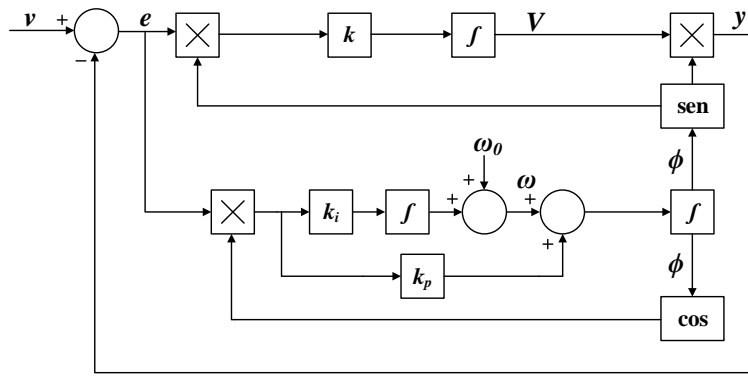 v + e × k ∫ V × y
−
sen
ω0 ϕ
+ ω
× ki ∫ + + ∫
+ ϕ
kp
cos